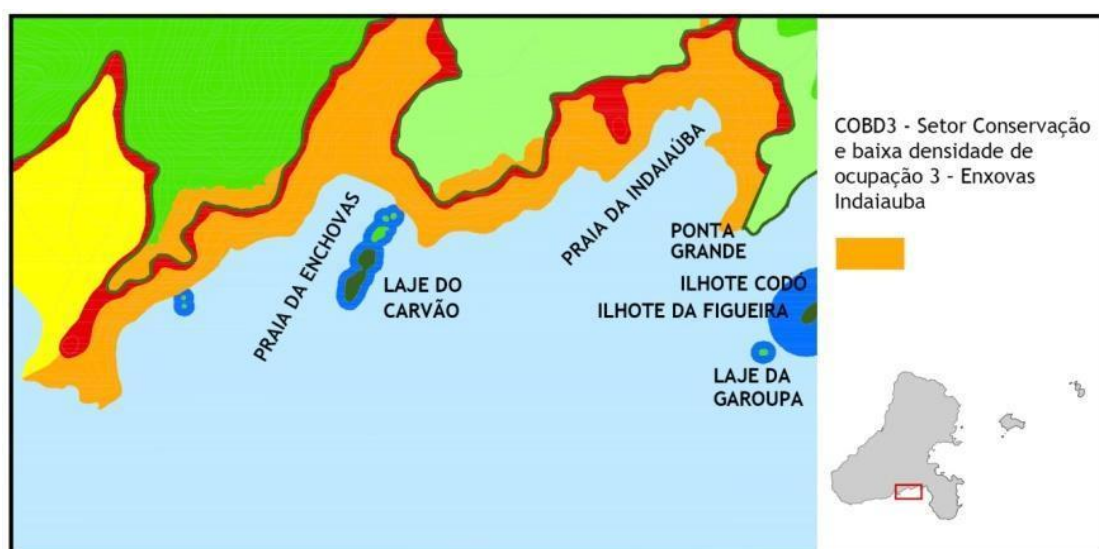 PRAIA DA ENCHOVAS
LAJE DO
CARVÃO
PRAIA DA INDAIAÚBA
PONTA
GRANDE
ILHOTE CODÓ
ILHOTE DA FIGUEIRA
LAJE DA
GAROUPA
COBD3 - Setor Conservação
e baixa densidade de
ocupação 3 - Enxovas
Indaiauba